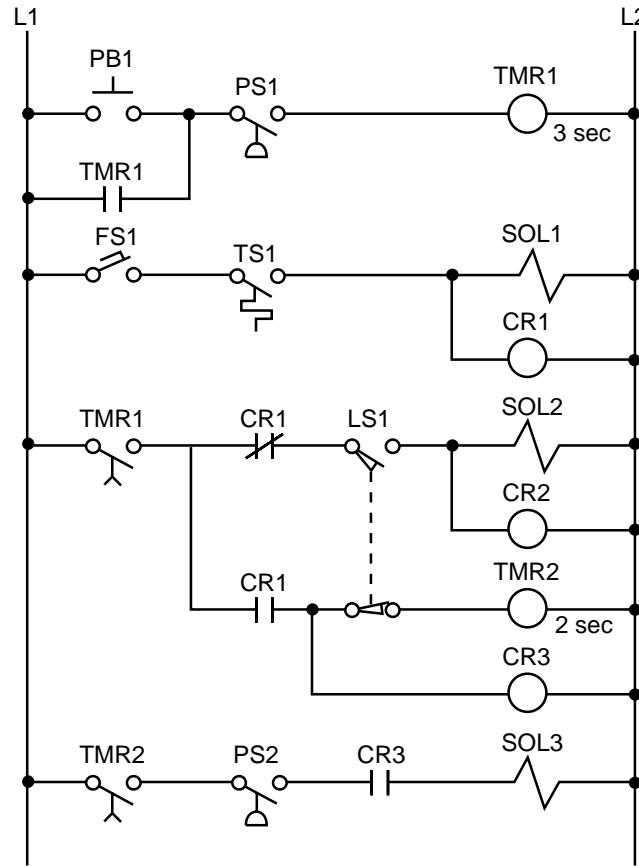 L1
L2
PB1
PS1
TMR1
3 sec
TMR1
FS1
TS1
SOL1
CR1
TMR1
CR1
LS1
SOL2
CR2
CR1
TMR2
2 sec
CR3
TMR2
PS2
CR3
SOL3